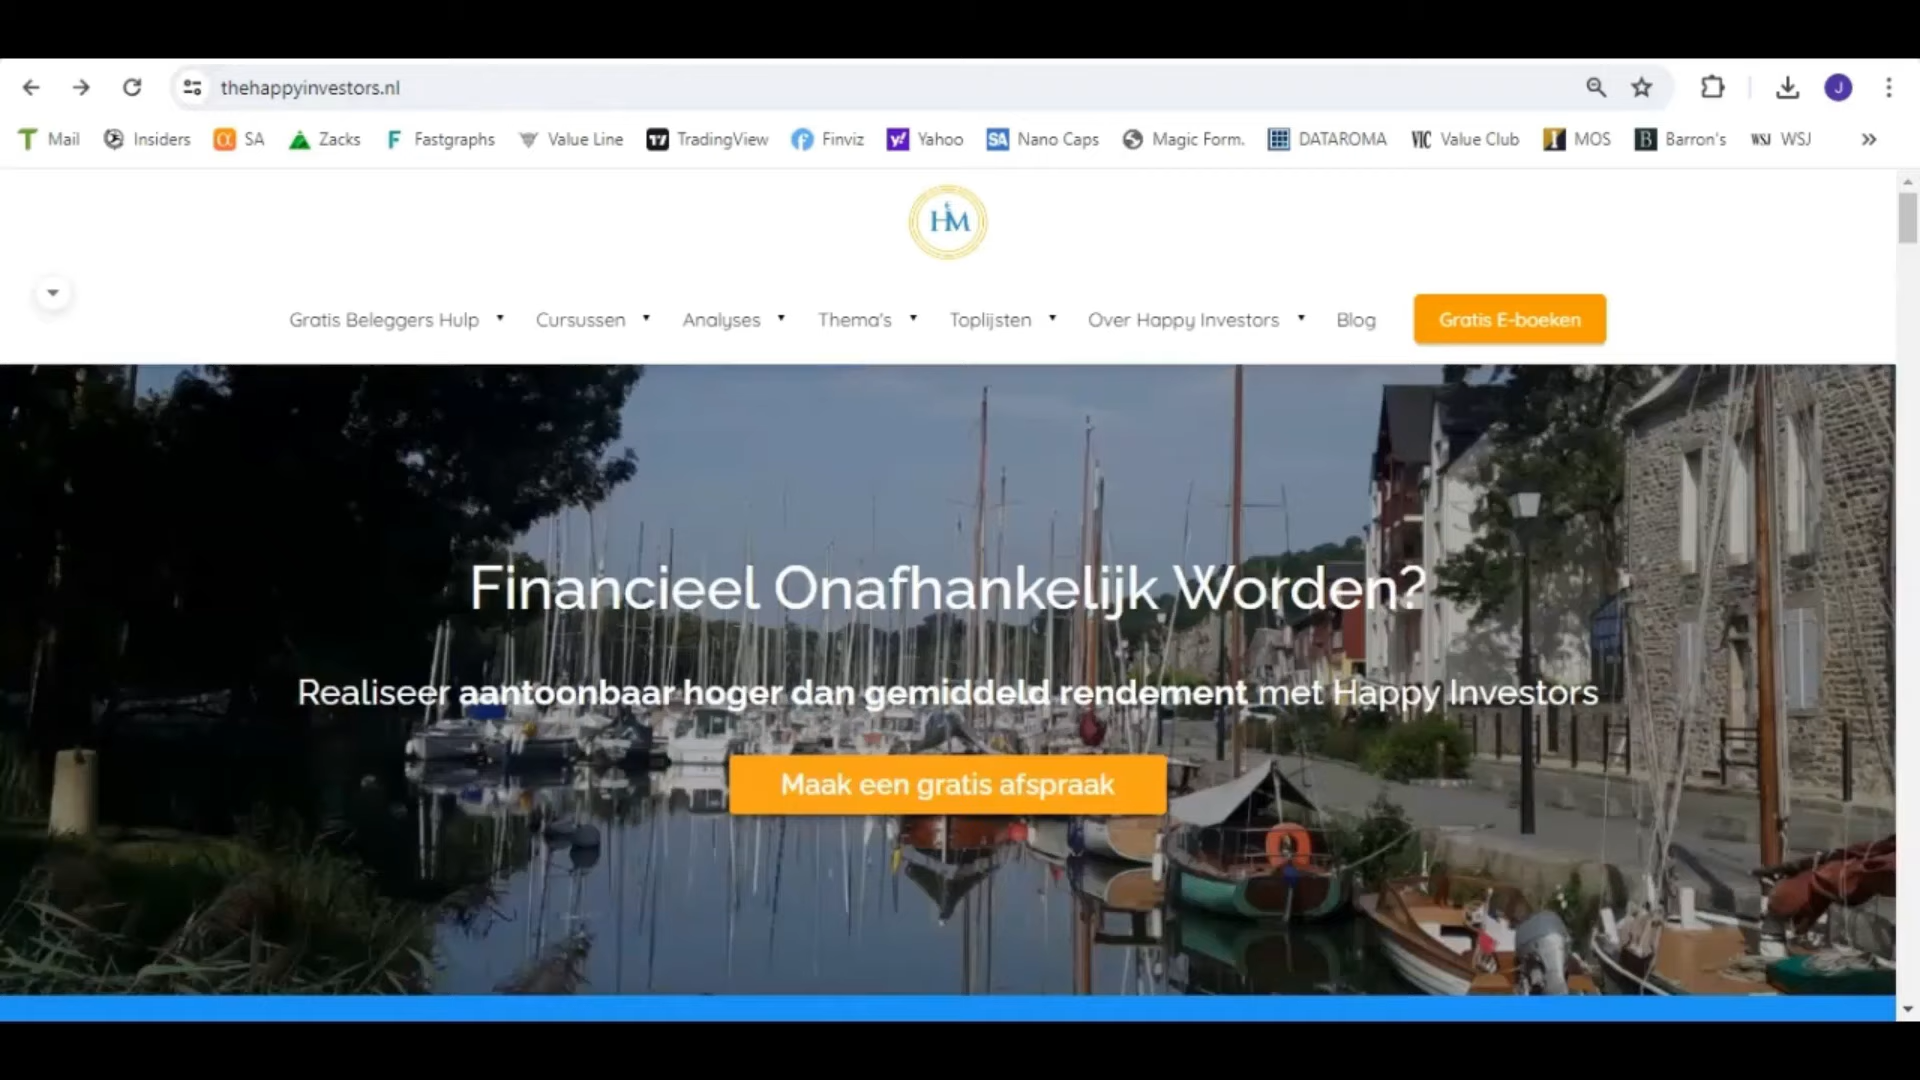 thehappyinvestors.nl
J
Mail Insiders SA Zacks Fastgraphs Value Line TradingView Finviz Yahoo Nano Caps Magic Form. DATAROMA Value Club MOS Barron's WSJ
HM
Gratis Beleggers Hulp Cursussen Analyses Thema's Toplijsten Over Happy Investors Blog Gratis E-boeken
Financieel Onafhankelijk Worden?
Realiseer aantoonbaar hoger dan gemiddeld rendement met Happy Investors
Maak een gratis afspraak